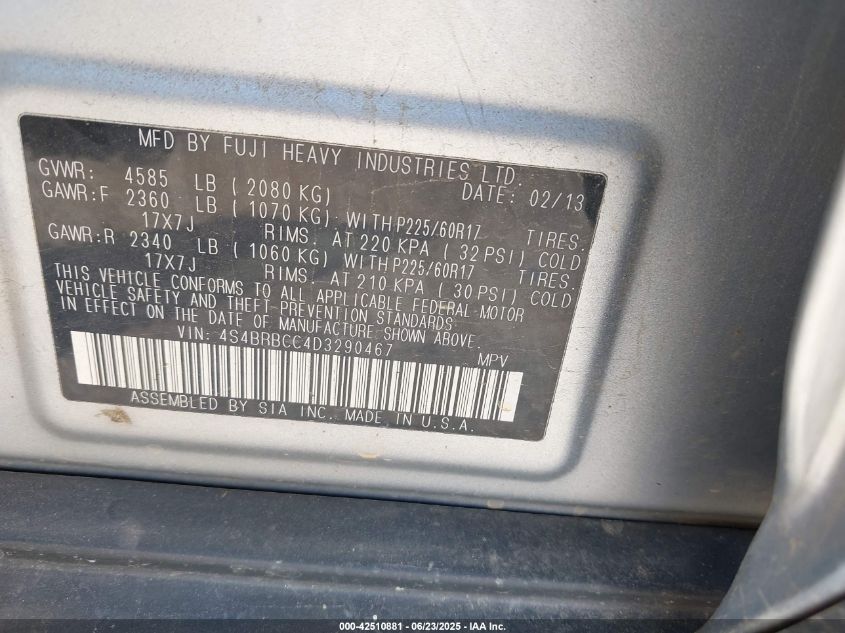 MFD BY FUJI HEAVY INDUSTRIES LTD.
GVWR: 4585 LB (2080 KG) DATE: 02/13
GAWR:F 2360 LB (1070 KG) WITH P225/60R17 TIRES.
17X7J RIMS. AT 220 KPA (32 PSI) COLD
GAWR:R 2340 LB (1060 KG) WITH P225/60R17 TIRES.
17X7J RIMS. AT 210 KPA (30 PSI) COLD
THIS VEHICLE CONFORMS TO ALL APPLICABLE FEDERAL MOTOR
VEHICLE SAFETY AND THEFT PREVENTION STANDARDS
IN EFFECT ON THE DATE OF MANUFACTURE SHOWN ABOVE.
VIN: 4S4BRBCC4D3290467 MPV
ASSEMBLED BY SIA INC. MADE IN U.S.A.
000-42510881 - 06/23/2025 - IAA Inc.